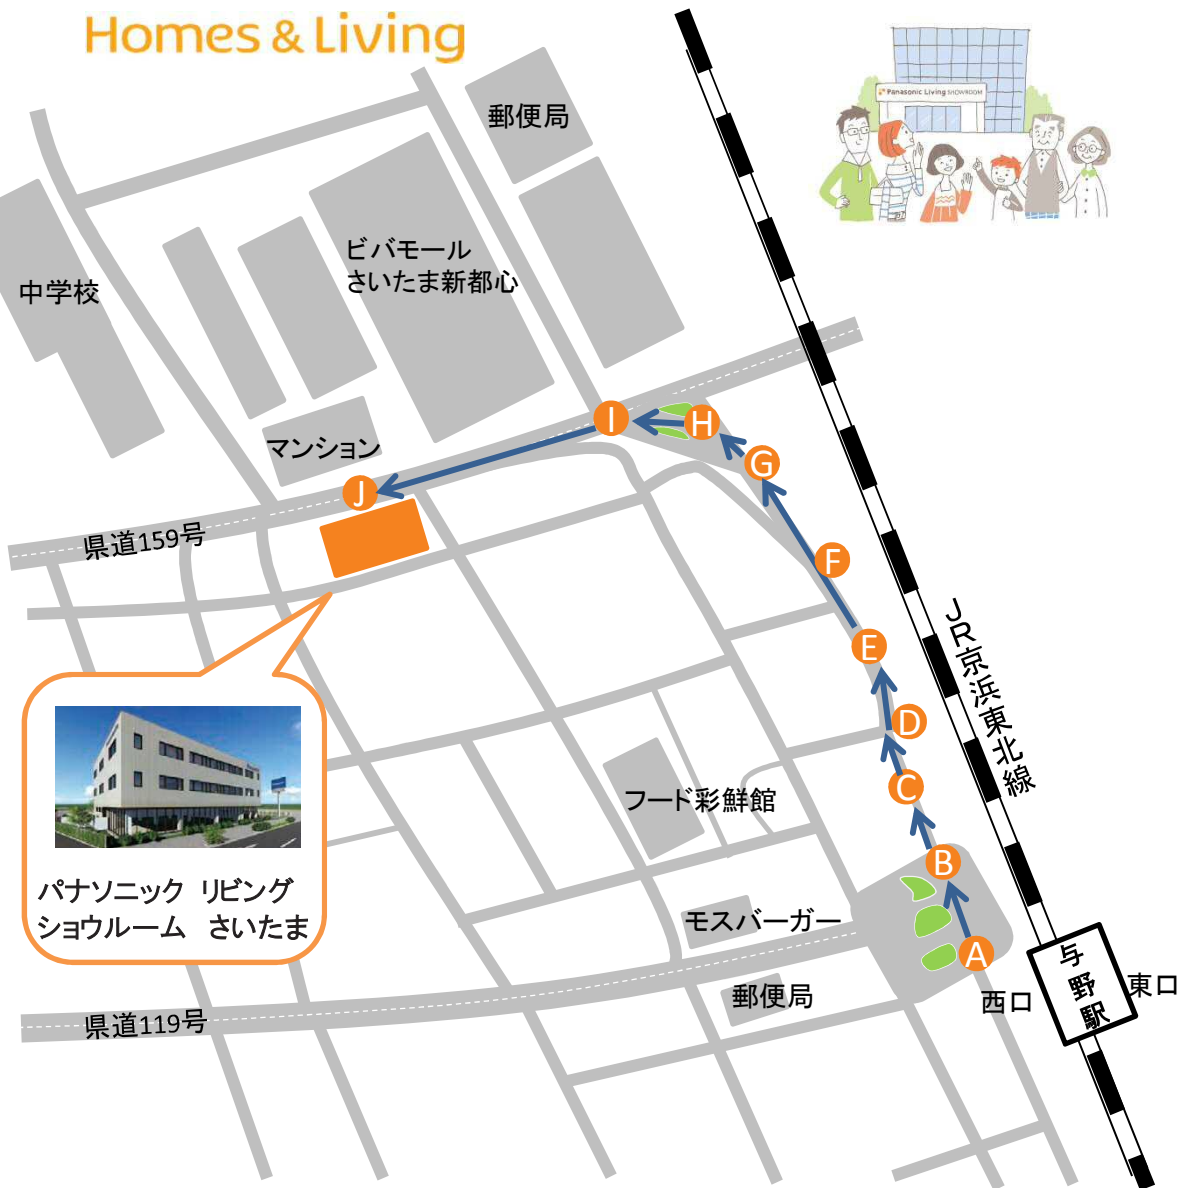 Homes & Living
Panasonic Living SHOWROOM
郵便局
ビバモール
さいたま新都心
中学校
マンション
I
H
G
J
県道159号
F
E
JR京浜東北線
D
C
フード彩鮮館
B
パナソニック リビング
ショウルーム さいたま
モスバーガー
A
与野駅
西口
東口
郵便局
県道119号